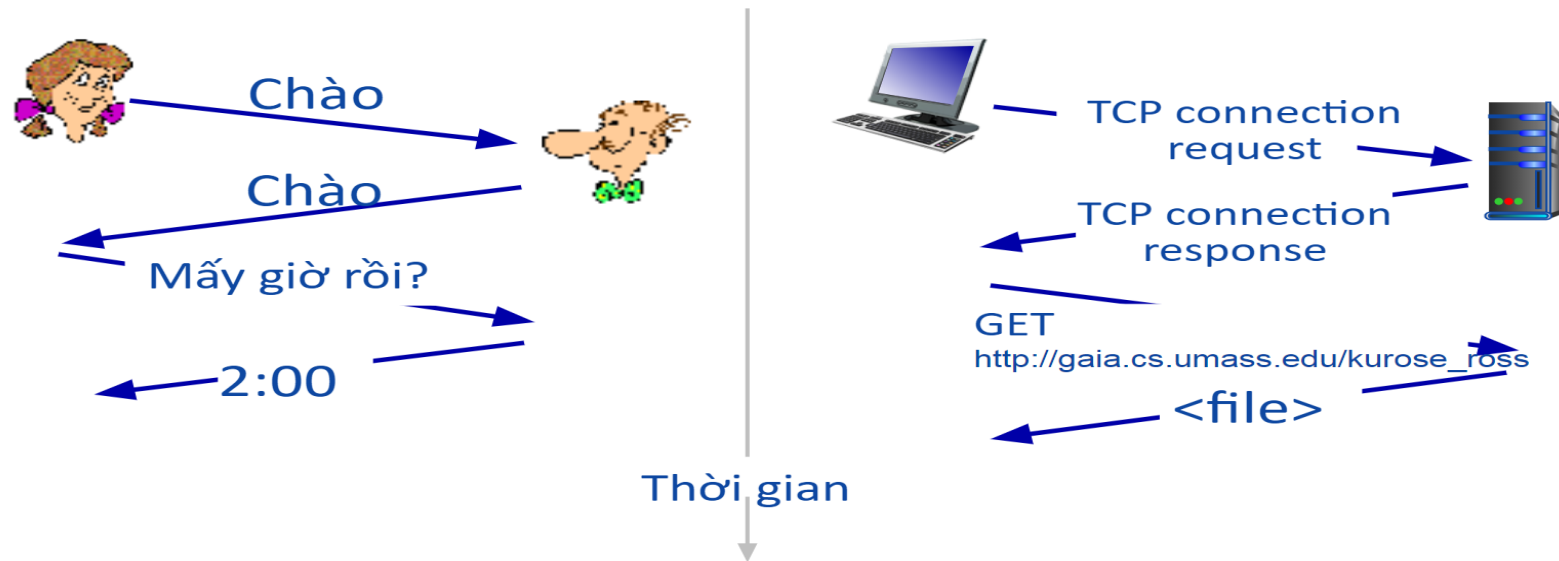 Chào
Chào
Mấy giờ rồi?
2:00
TCP connection
request
TCP connection
response
GET
http://gaia.cs.umass.edu/kurose_ross
<file>
Thời gian